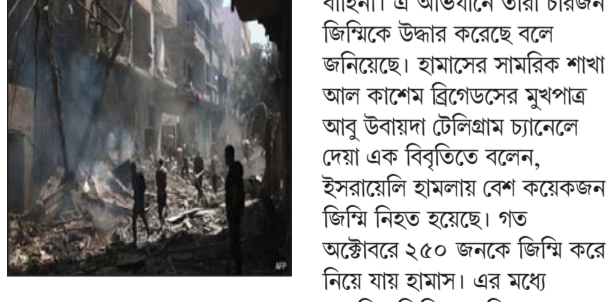 বাহিনী। এ অভিযানে তারা চারজন
জিম্মিকে উদ্ধার করেছে বলে
জনিয়েছে। হামাসের সামরিক শাখা
আল কাশেম ব্রিগেডসের মুখপাত্র
আবু উবায়দা টেলিগ্রাম চ্যানেলে
দেয়া এক বিবৃতিতে বলেন,
ইসরায়েলি হামলায় বেশ কয়েকজন
জিম্মি নিহত হয়েছে। গত
অক্টোবরে ২৫০ জনকে জিম্মি করে
নিয়ে যায় হামাস। এর মধ্যে
AFP